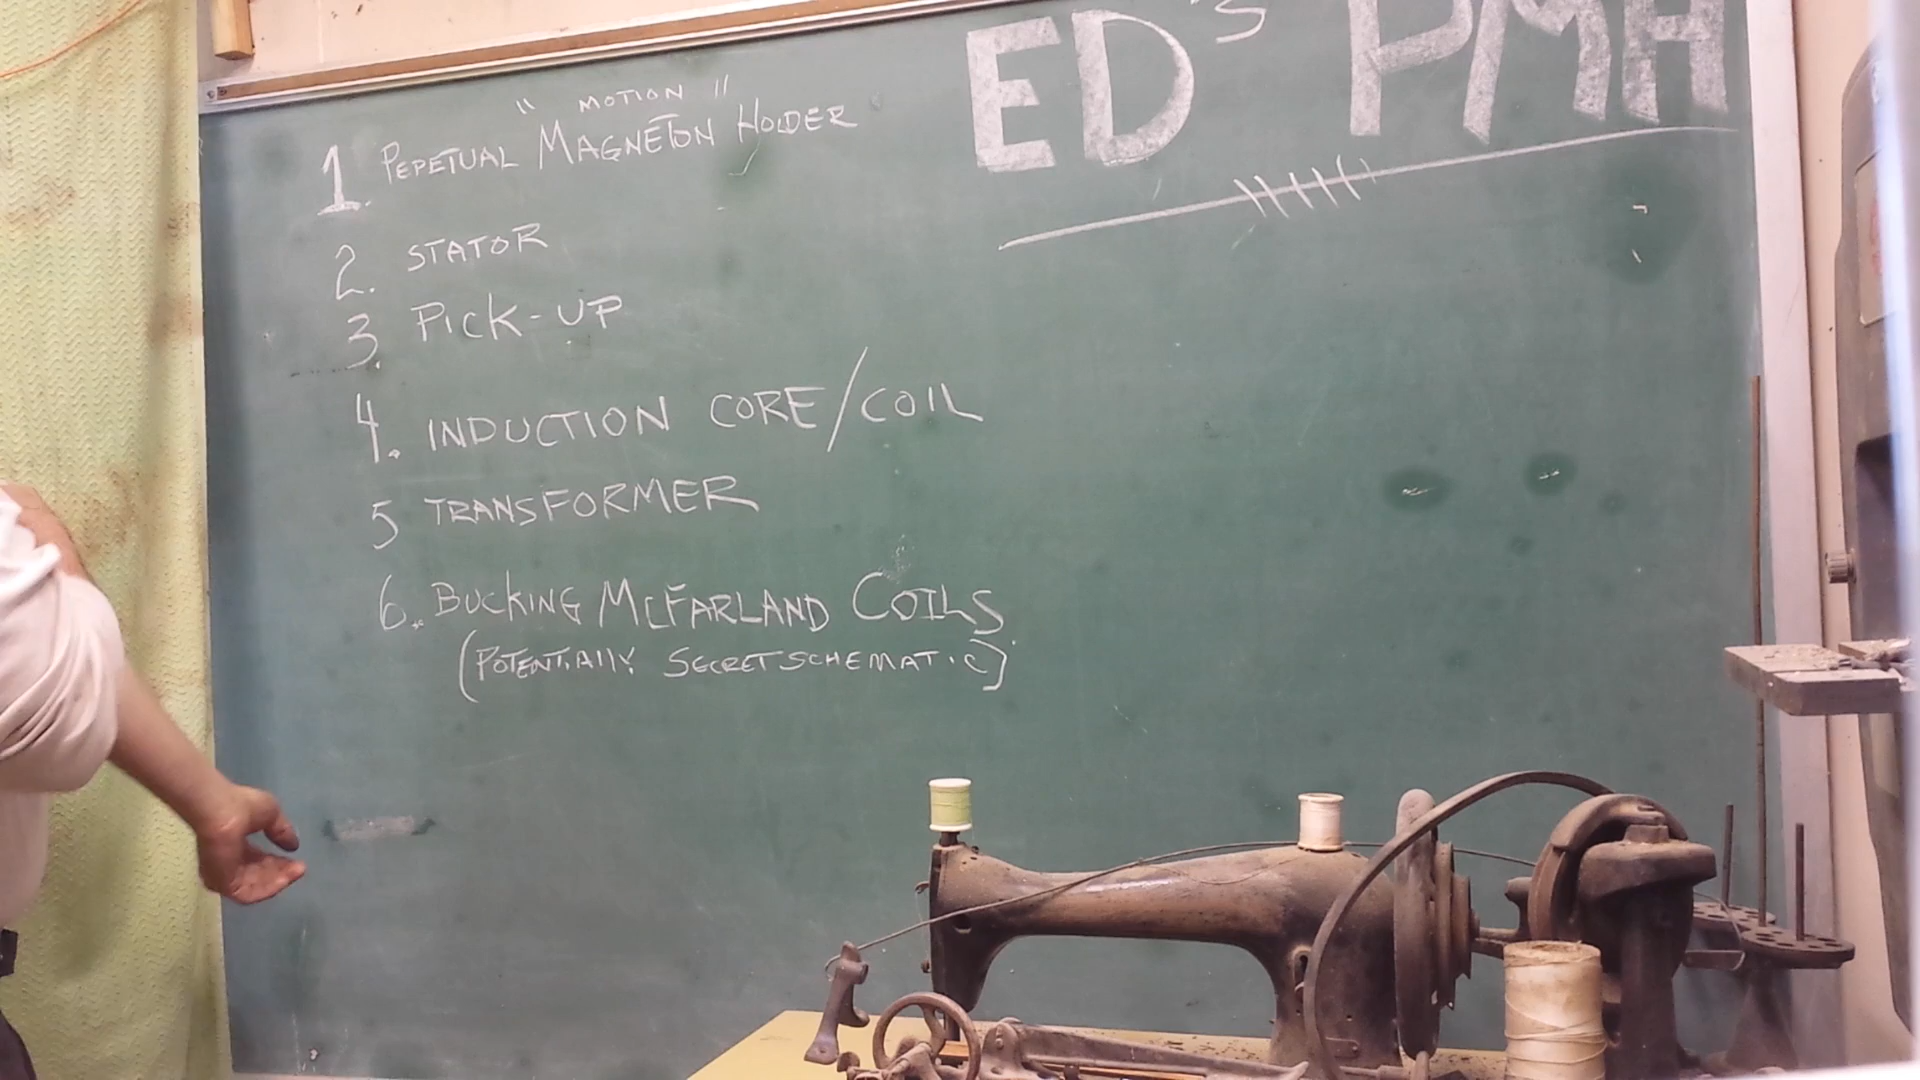 ED's PMH
" MOTION "
1. PEPETUAL MAGNETON HOLDER
2. STATOR
3. PICK-UP
4. INDUCTION CORE/COIL
5 TRANSFORMER
6. BUCKING MCFARLAND COILS
(POTENTIALLY SECRET SCHEMATIC)